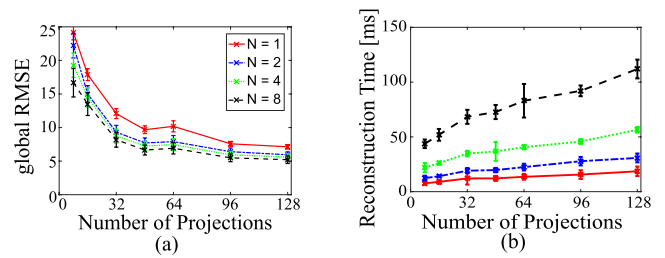 25
20
15
10
5
0
0
32
64
96
128
global RMSE
Number of Projections
N = 1
N = 2
N = 4
N = 8
(a)
150
100
50
0
0
32
64
96
128
Reconstruction Time [ms]
Number of Projections
(b)